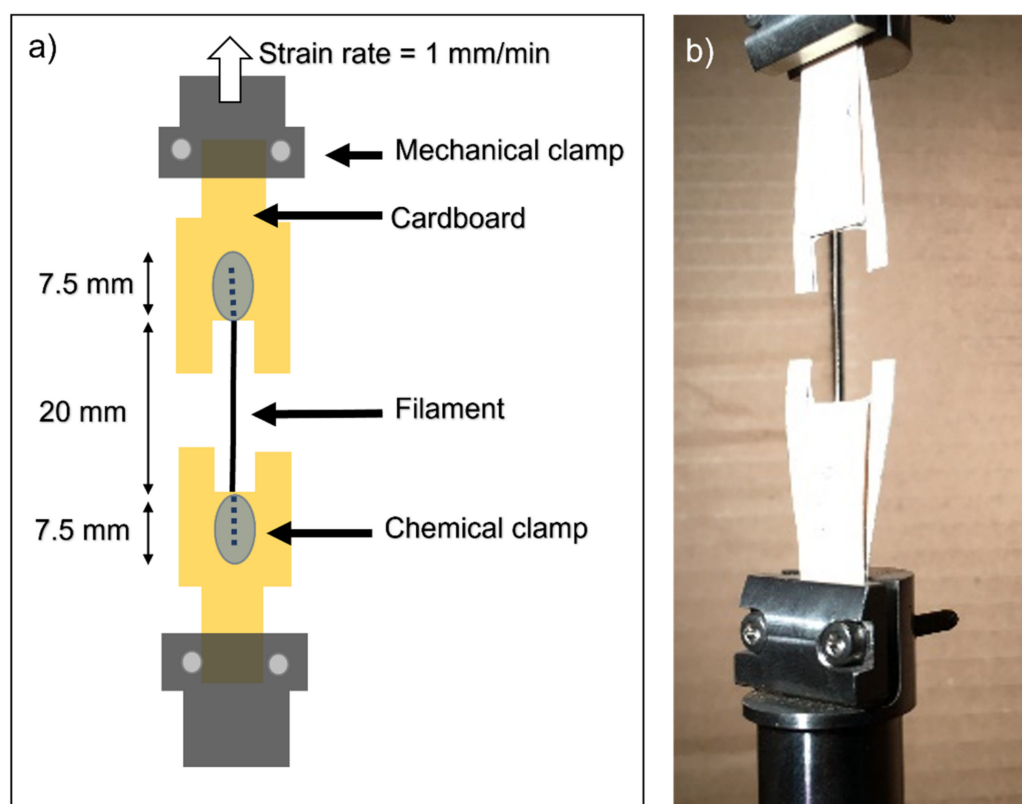 a)
Strain rate = 1 mm/min
Mechanical clamp
Cardboard
7.5 mm
20 mm
Filament
7.5 mm
Chemical clamp
b)